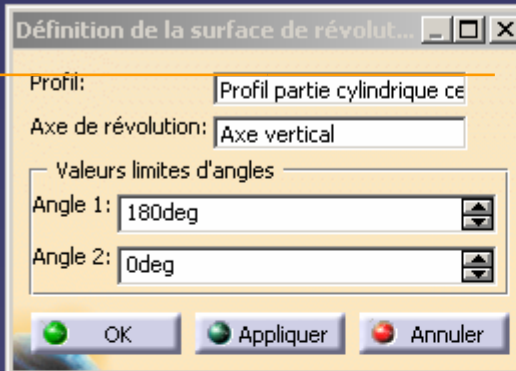 Définition de la surface de révolut...
Profil: Profil partie cylindrique ce
Axe de révolution: Axe vertical
Valeurs limites d'angles
Angle 1: 180deg
Angle 2: 0deg
OK Appliquer Annuler